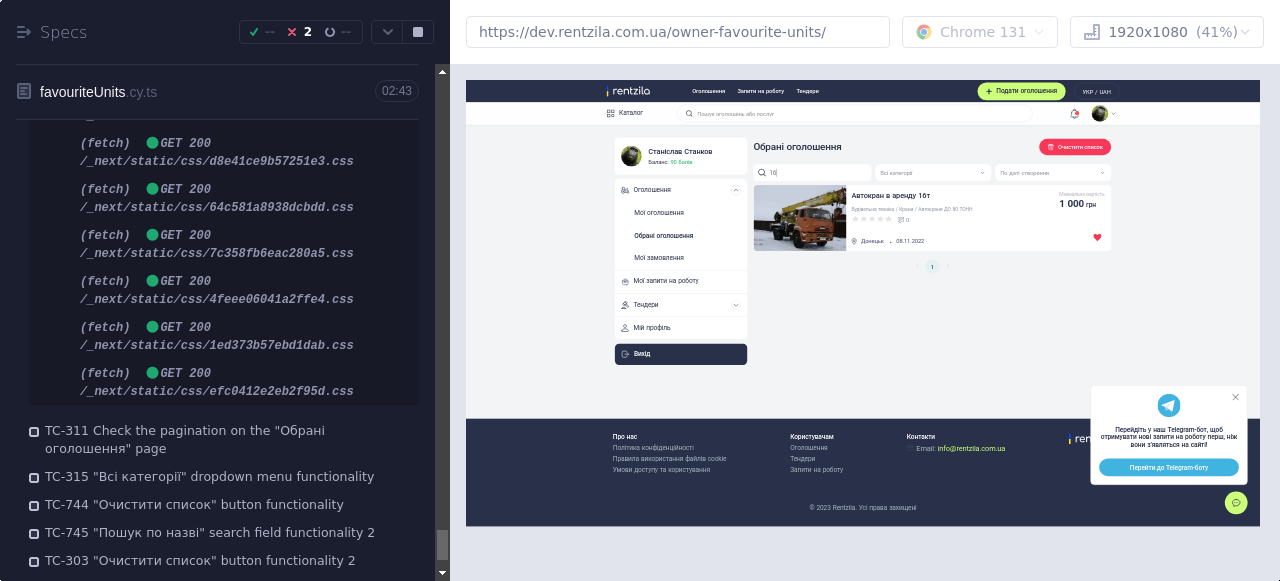 Specs
--
2
--
https://dev.rentzila.com.ua/owner-favourite-units/
Chrome 131
1920x1080 (41%)
favouriteUnits.cy.ts
02:43
(fetch) GET 200
/_next/static/css/d8e41ce9b57251e3.css
(fetch) GET 200
/_next/static/css/64c581a8938dcbdd.css
(fetch) GET 200
/_next/static/css/7c358fb6eac280a5.css
(fetch) GET 200
/_next/static/css/4feee06041a2ffe4.css
(fetch) GET 200
/_next/static/css/1ed373b57ebd1dab.css
(fetch) GET 200
/_next/static/css/efc0412e2eb2f95d.css
TC-311 Check the pagination on the "Обрані
оголошення" page
TC-315 "Всі категорії" dropdown menu functionality
TC-744 "Очистити список" button functionality
TC-745 "Пошук по назві" search field functionality 2
TC-303 "Очистити список" button functionality 2
rentzila
Оголошення
Запити на роботу
Тендери
Подати оголошення
УКР / UAH
Каталог
Пошук оголошень або послуг
Станіслав Станков
Баланс: 90 балів
Оголошення
Мої оголошення
Обрані оголошення
Мої замовлення
Мої запити на роботу
Тендери
Мій профіль
Вихід
Обрані оголошення
Очистити список
16
Всі категорії
По даті створення
Автокран в аренду 16т
Мінімальна вартість
1 000 грн
Будівельна техніка / Крани / Автокрани ДО 80 ТОНН
0
Донецьк
08.11.2022
1
Про нас
Політика конфіденційності
Правила використання файлів cookie
Умови доступу та користування
Користувачам
Оголошення
Тендери
Запити на роботу
Контакти
Email: info@rentzila.com.ua
ren
Перейдіть у наш Telegram-бот, щоб
отримувати нові запити на роботу перш, ніж
вони з'являться на сайті!
Перейти до Telegram-боту
© 2023 Rentzila. Усі права захищені